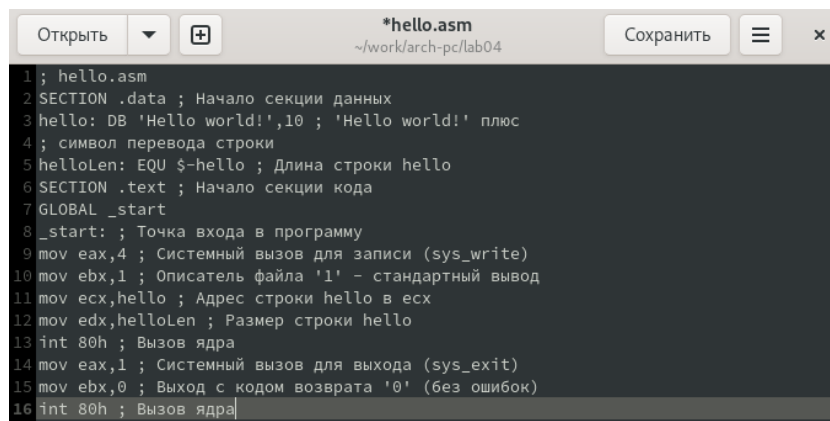 Открыть
*hello.asm
~/work/arch-pc/lab04
Сохранить
1 ; hello.asm
2 SECTION .data ; Начало секции данных
3 hello: DB 'Hello world!',10 ; 'Hello world!' плюс
4 ; символ перевода строки
5 helloLen: EQU $-hello ; Длина строки hello
6 SECTION .text ; Начало секции кода
7 GLOBAL _start
8 _start: ; Точка входа в программу
9 mov eax,4 ; Системный вызов для записи (sys_write)
10 mov ebx,1 ; Описатель файла '1' - стандартный вывод
11 mov ecx,hello ; Адрес строки hello в ecx
12 mov edx,helloLen ; Размер строки hello
13 int 80h ; Вызов ядра
14 mov eax,1 ; Системный вызов для выхода (sys_exit)
15 mov ebx,0 ; Выход с кодом возврата '0' (без ошибок)
16 int 80h ; Вызов ядра